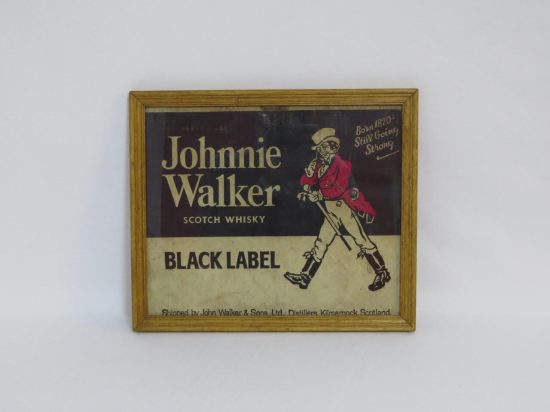 Johnnie
Walker
SCOTCH WHISKY
Born 1820-
Still Going
Strong
BLACK LABEL
Shipped by John Walker & Sons. Ltd., Distillers, Kilmarnock, Scotland.